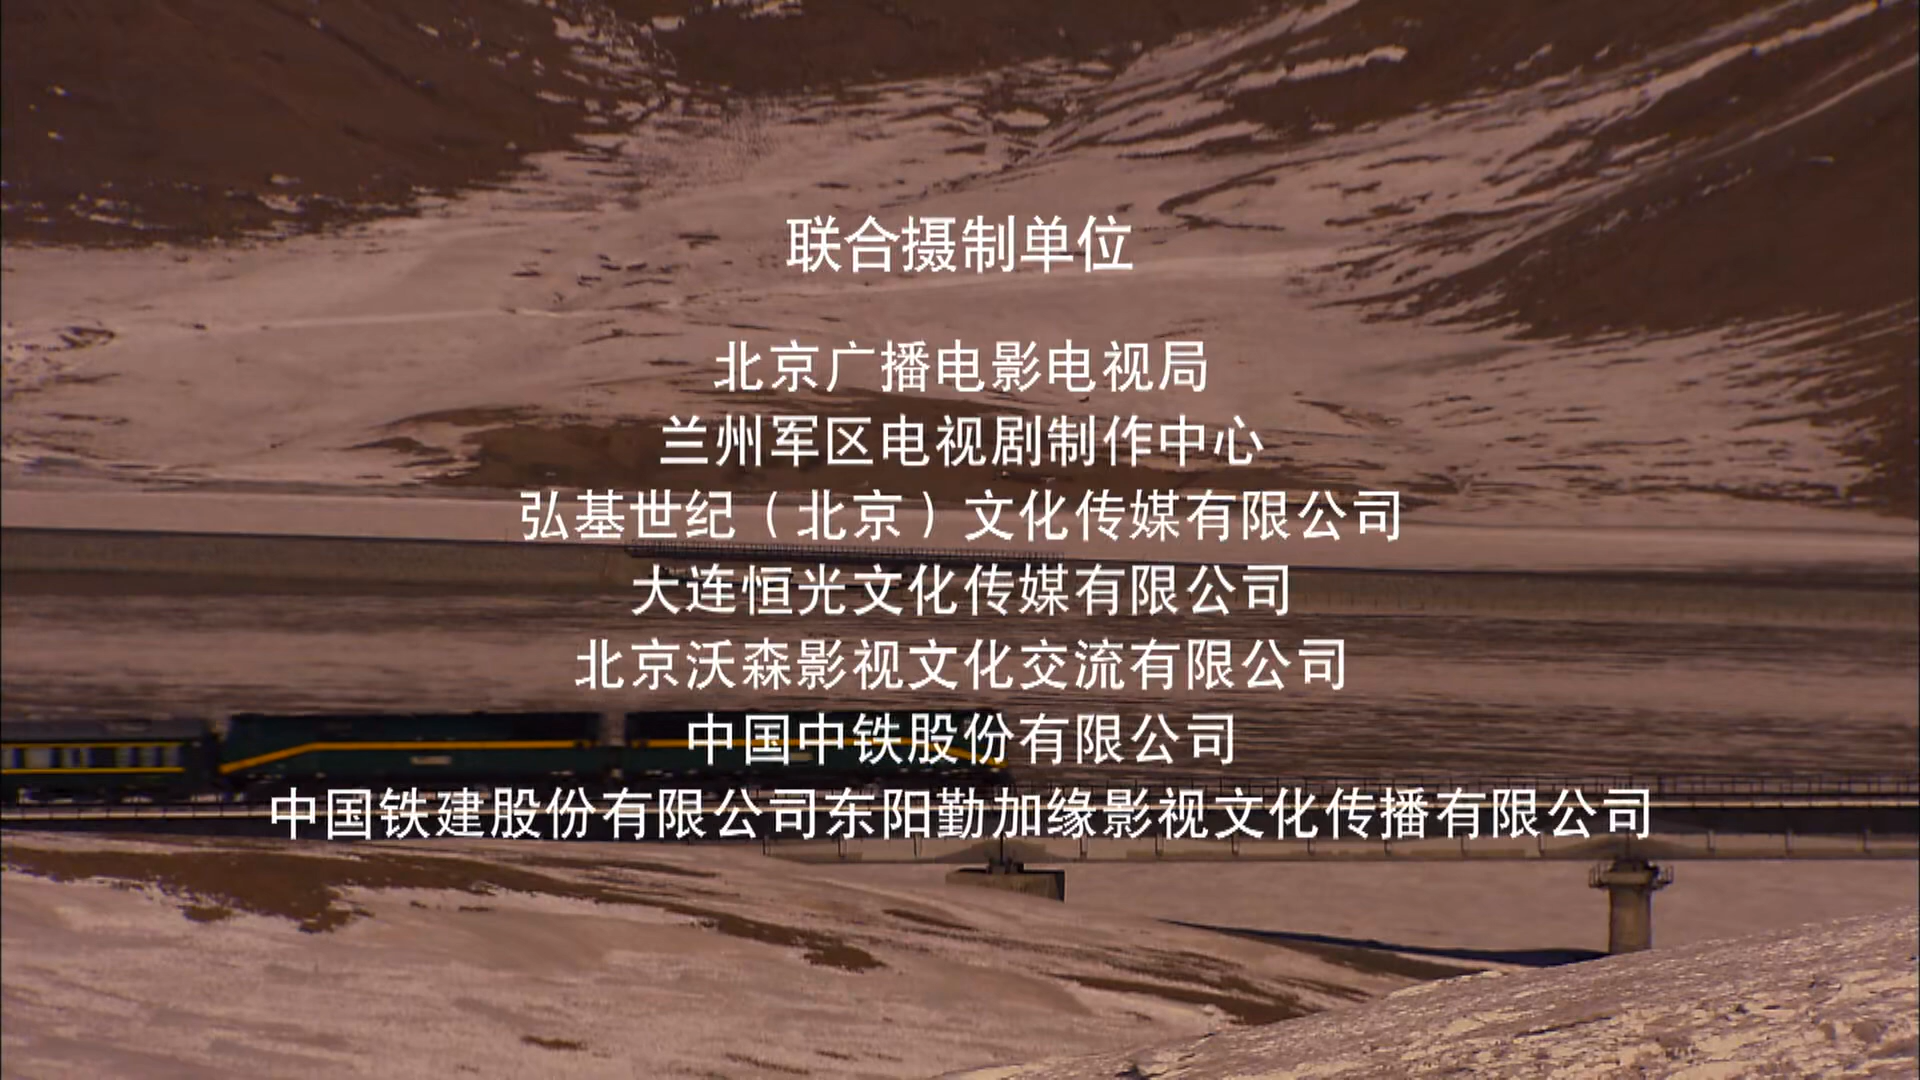 联合摄制单位
北京广播电影电视局
兰州军区电视剧制作中心
弘基世纪（北京）文化传媒有限公司
大连恒光文化传媒有限公司
北京沃森影视文化交流有限公司
中国中铁股份有限公司
中国铁建股份有限公司东阳勤加缘影视文化传播有限公司